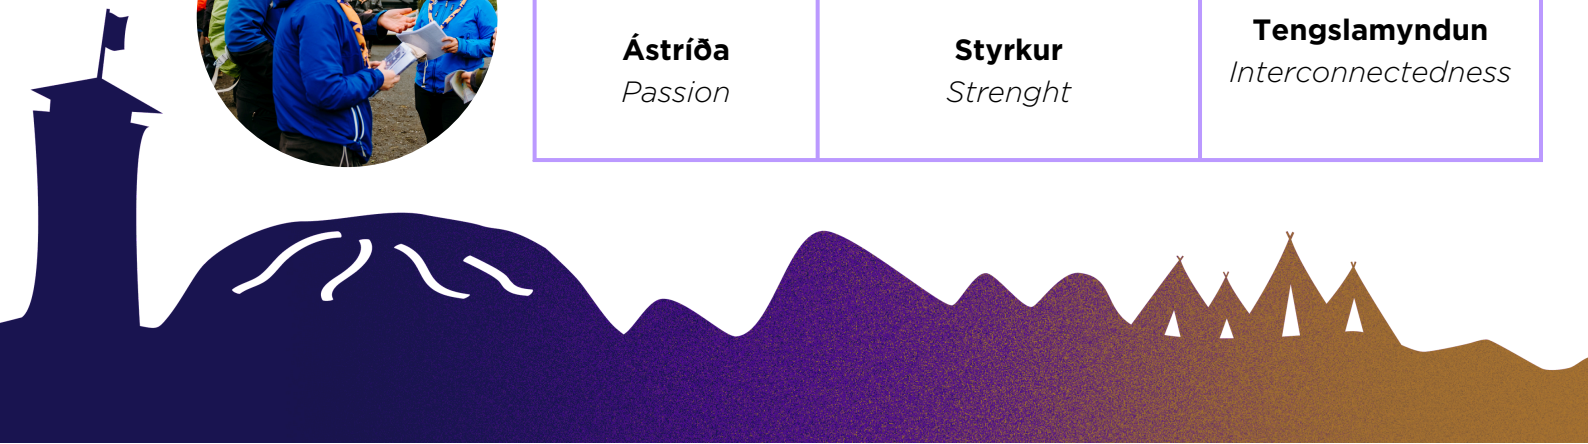 Ástríða
Passion
Styrkur
Strenght
Tengslamyndun
Interconnectedness